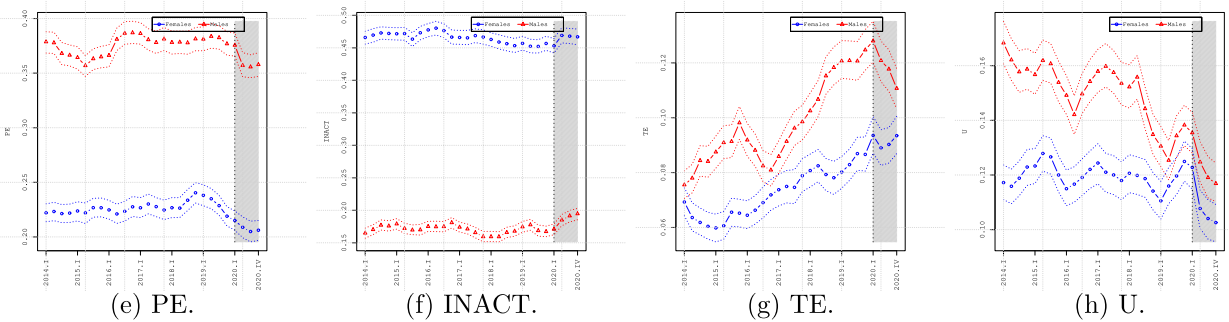 Females Males
PE
0.20 0.25 0.30 0.35 0.40
2014.I 2015.I 2016.I 2017.I 2018.I 2019.I 2020.I 2020.IV
(e) PE.
Females Males
INACT
0.15 0.20 0.25 0.30 0.35 0.40 0.45 0.50
2014.I 2015.I 2016.I 2017.I 2018.I 2019.I 2020.I 2020.IV
(f) INACT.
Females Males
TE
0.06 0.08 0.10 0.12
2014.I 2015.I 2016.I 2017.I 2018.I 2019.I 2020.I 2020.IV
(g) TE.
Females Males
U
0.10 0.12 0.14 0.16
2014.I 2015.I 2016.I 2017.I 2018.I 2019.I 2020.I 2020.IV
(h) U.